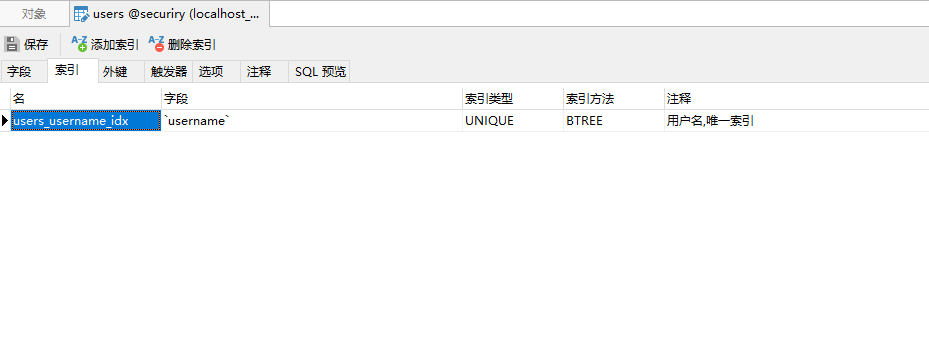 对象 users @securiry (localhost_...
保存 添加索引 删除索引
字段 索引 外键 触发器 选项 注释 SQL 预览
名 字段 索引类型 索引方法 注释
users_username_idx `username` UNIQUE BTREE 用户名,唯一索引